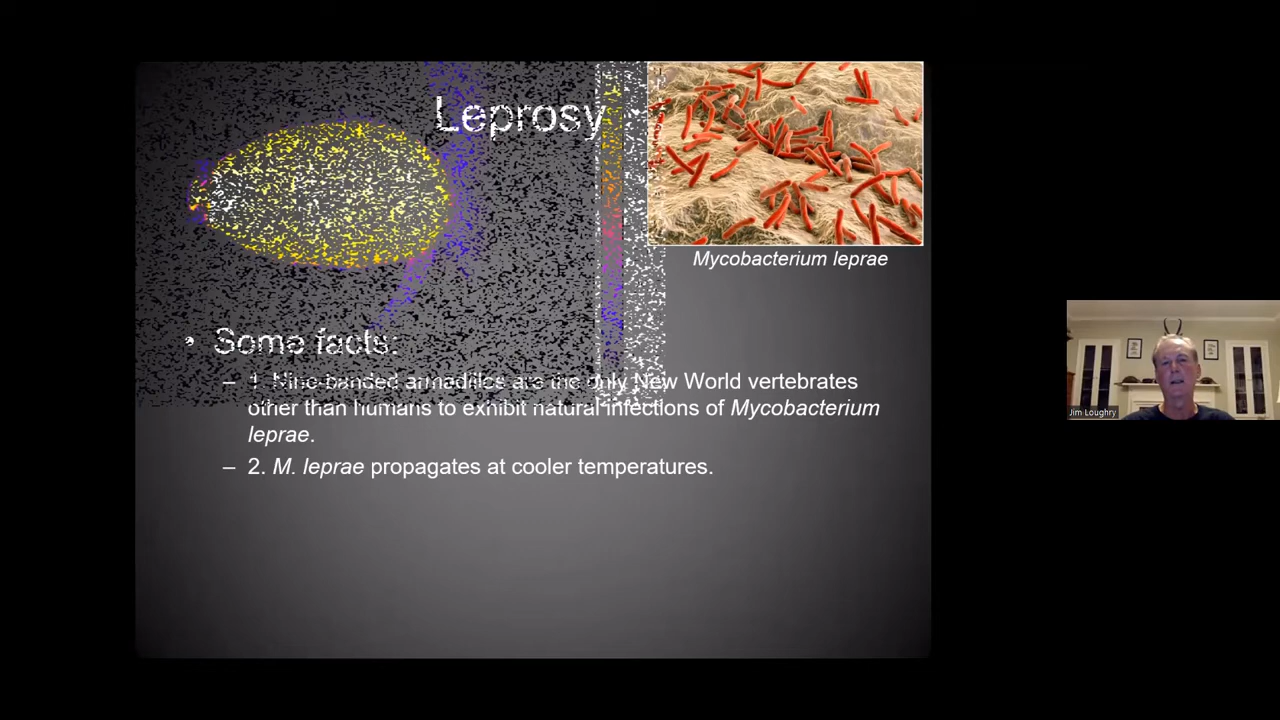 Leprosy
Mycobacterium leprae
• Some facts:
– 1. Nine-banded armadillos are the only New World vertebrates
other than humans to exhibit natural infections of Mycobacterium
leprae.
– 2. M. leprae propagates at cooler temperatures.
Jim Loughry